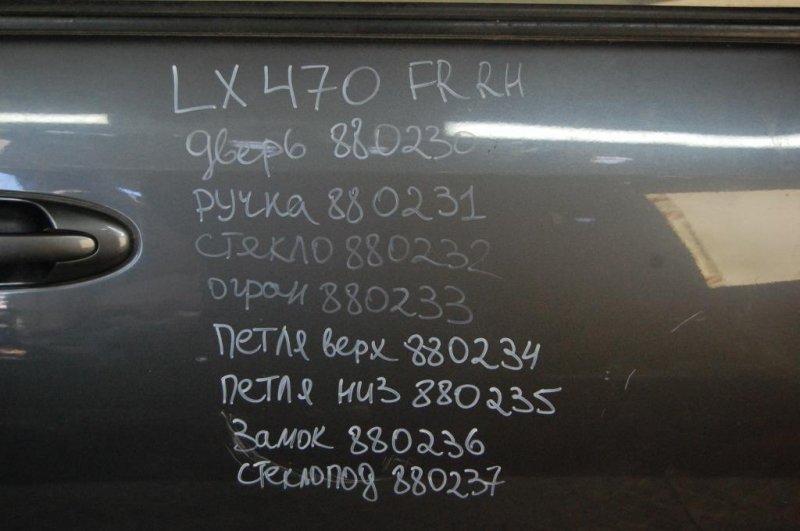 LX470 FR RH
дверь 880230
ручка 880231
стекло 880232
огран 880233
петля верх 880234
петля низ 880235
замок 880236
стеклопод 880237